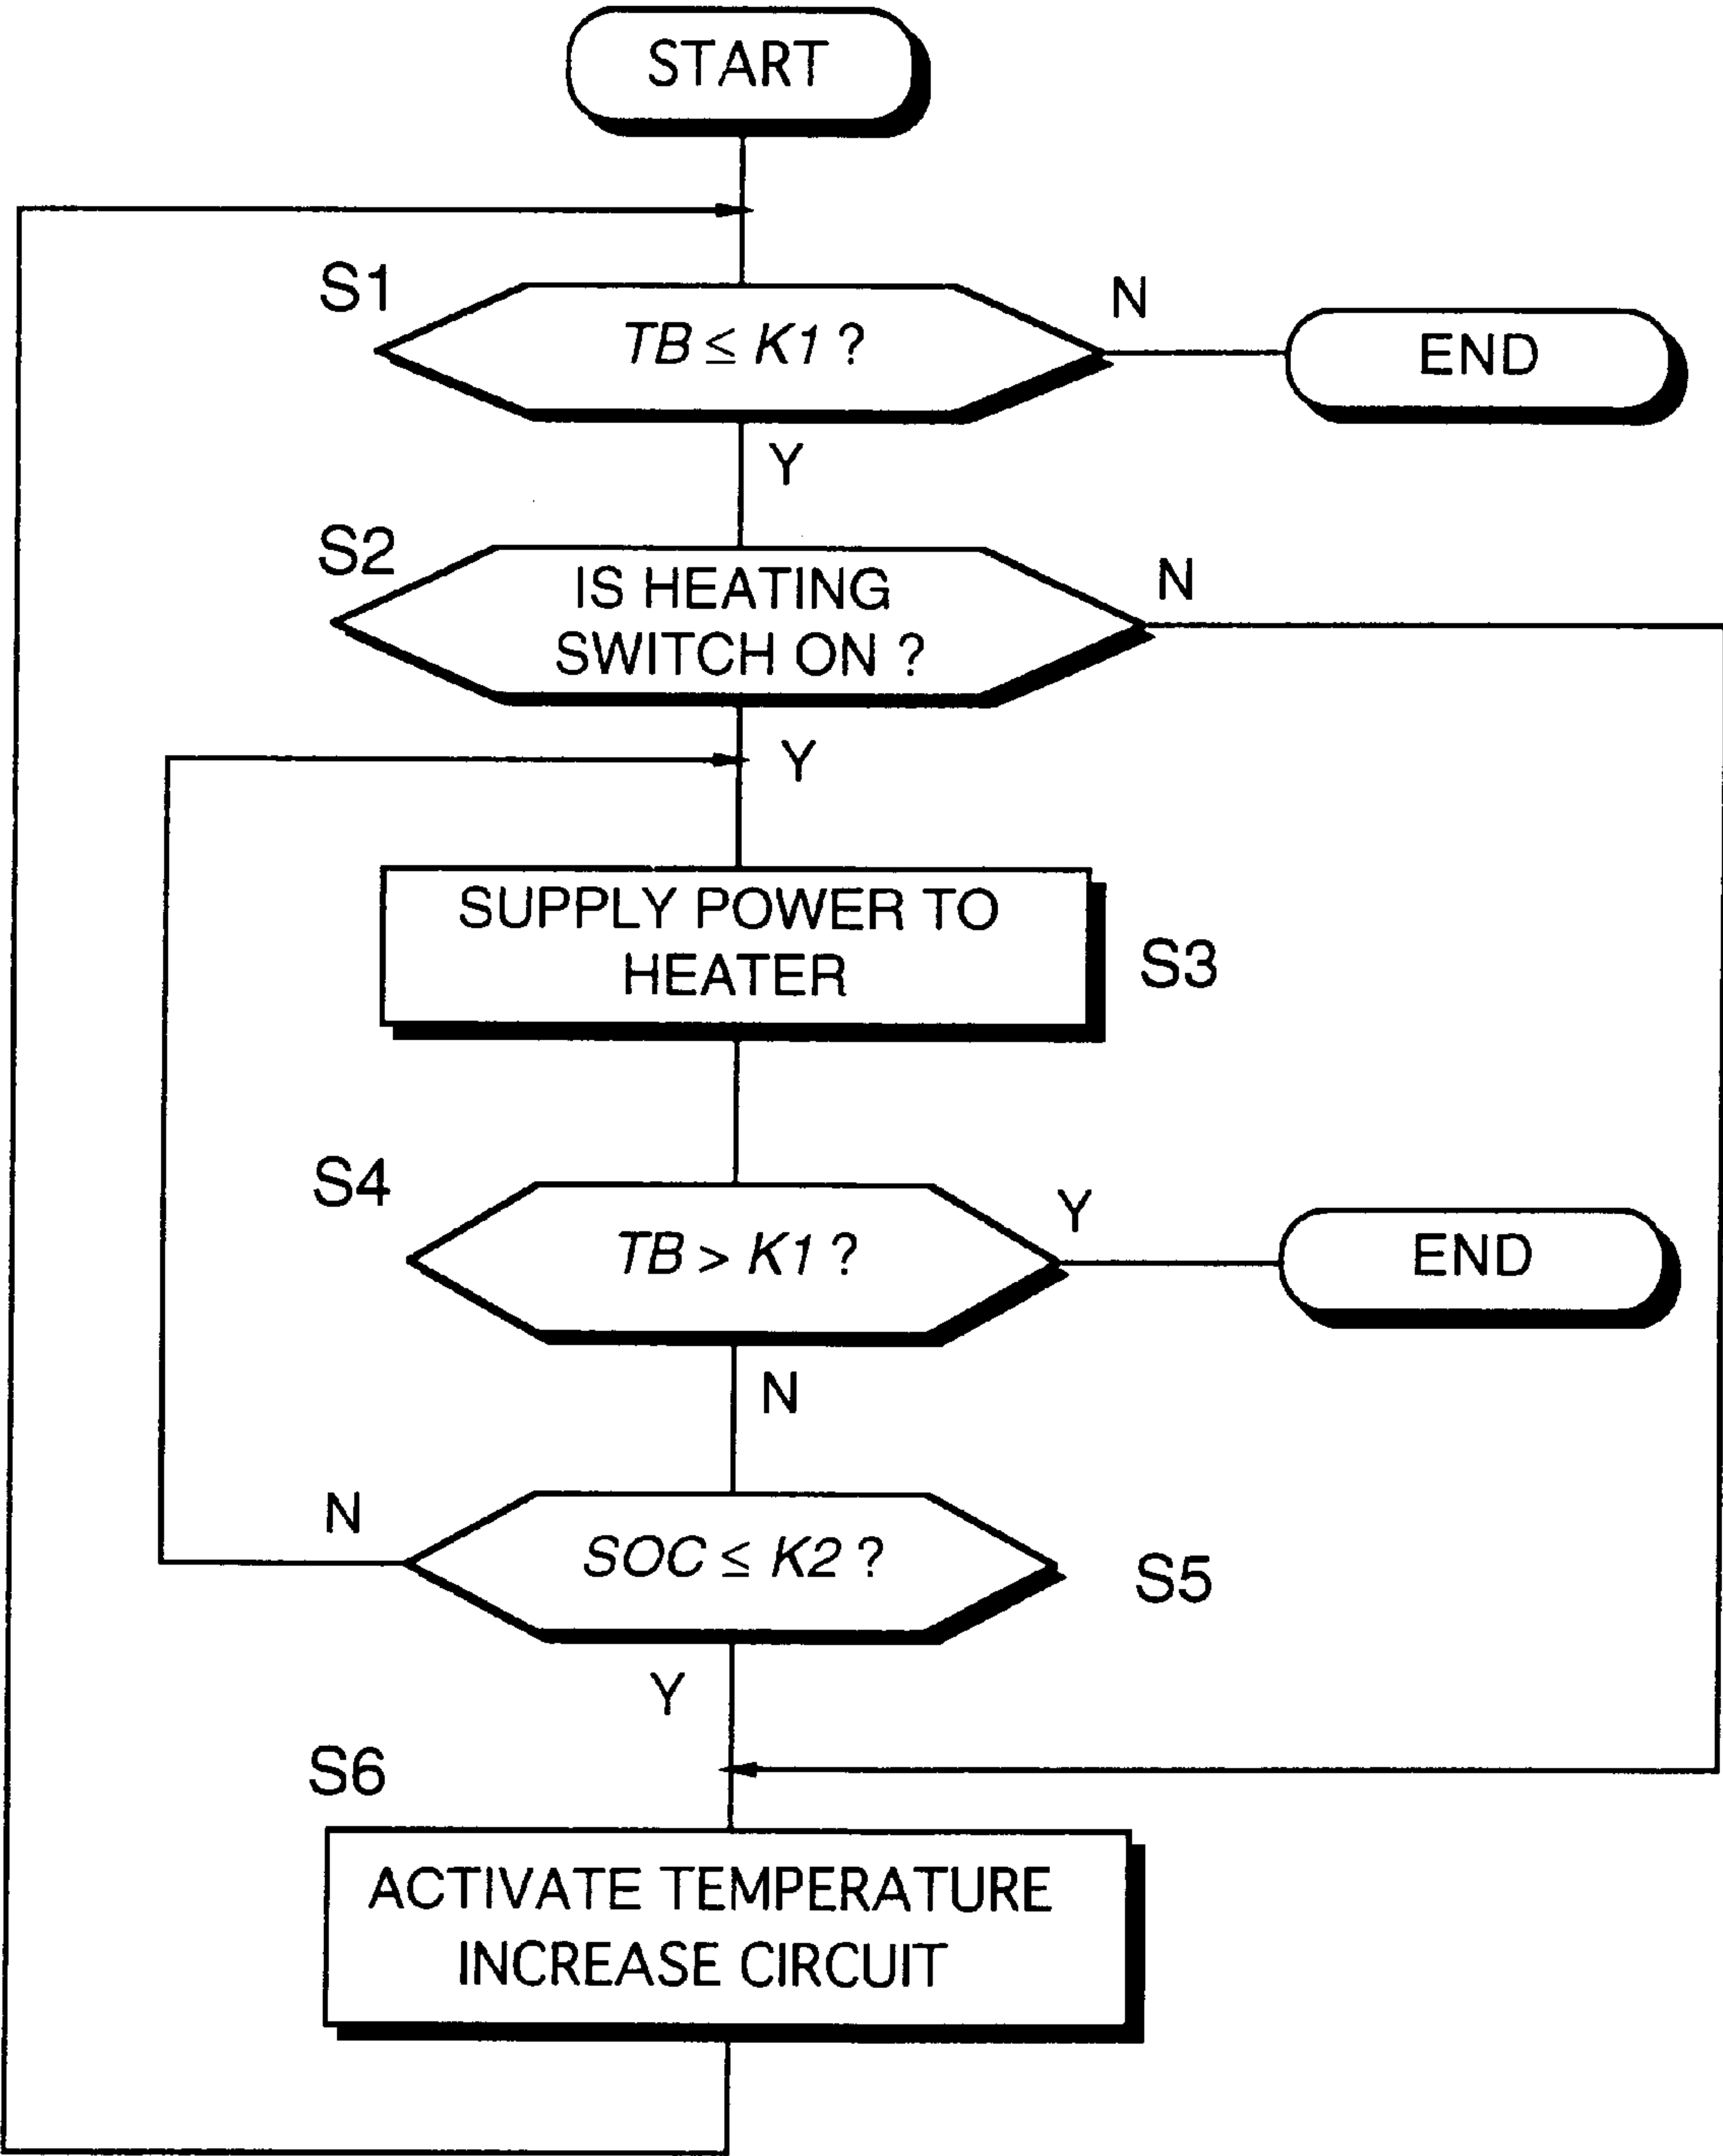 START
S1
TB ≤ K1 ?
N
END
Y
S2
IS HEATING
SWITCH ON ?
N
Y
SUPPLY POWER TO
HEATER
S3
S4
TB > K1 ?
Y
END
N
N
SOC ≤ K2 ?
S5
Y
S6
ACTIVATE TEMPERATURE
INCREASE CIRCUIT